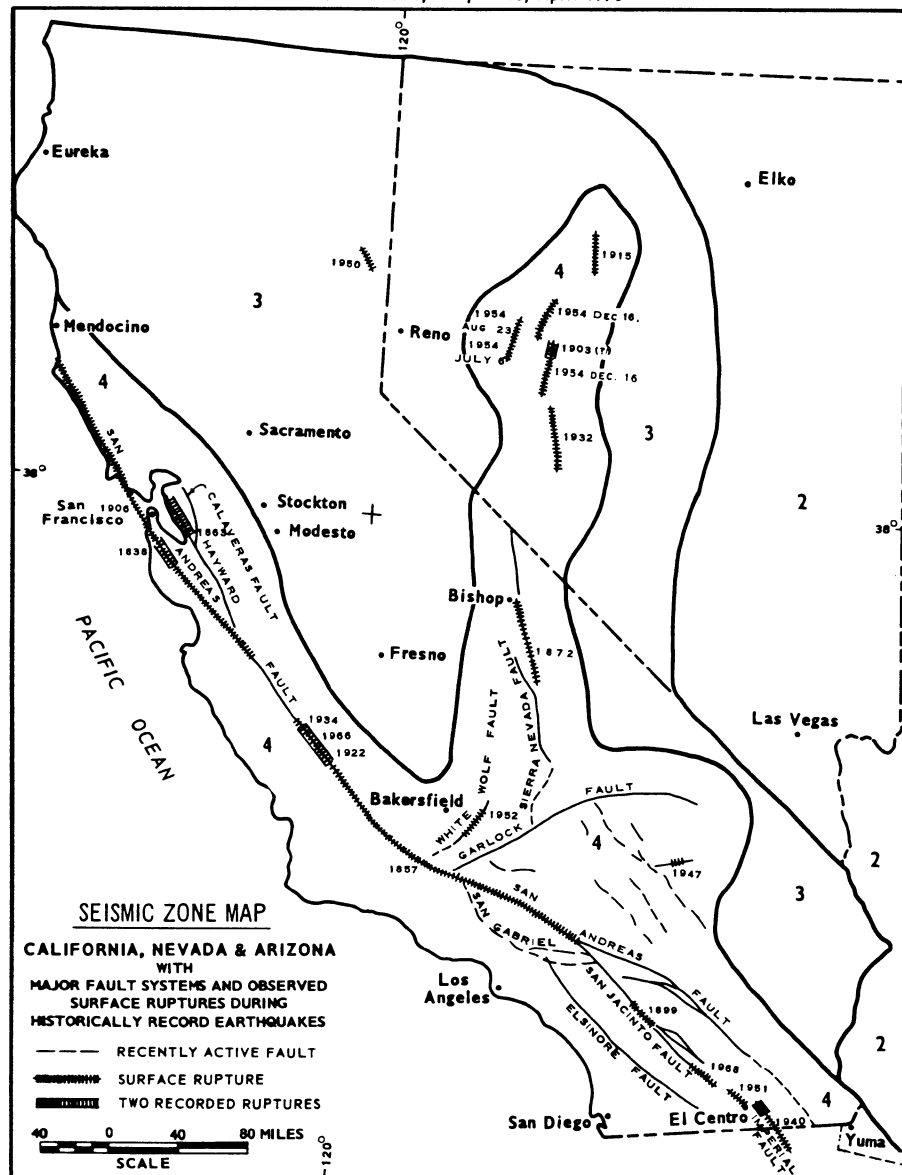 120°
Eureka
Elko
1950
1915
4
3
1954 DEC 16,
Mendocino
1954
AUG 23
1954
JULY 6
Reno
1903 (?)
1954 DEC. 16
4
1932
3
Sacramento
38°
SAN
CALAVERAS FAULT
Stockton
2
San
Francisco
1906
Modesto
38°
1863
HAYWARD
1838
ANDREAS
Bishop
PACIFIC
OCEAN
Fresno
1872
FAULT
SIERRA NEVADA FAULT
WHITE WOLF FAULT
1934
1966
1922
Las Vegas
4
Bakersfield
1952
GARLOCK FAULT
4
1857
1947
2
SAN ANDREAS FAULT
3
SAN GABRIEL
SEISMIC ZONE MAP
CALIFORNIA, NEVADA & ARIZONA
WITH
MAJOR FAULT SYSTEMS AND OBSERVED
SURFACE RUPTURES DURING
HISTORICALLY RECORD EARTHQUAKES
Los
Angeles
SAN JACINTO FAULT
1899
ELSINORE FAULT
2
RECENTLY ACTIVE FAULT
SURFACE RUPTURE
TWO RECORDED RUPTURES
1968
1951
4
San Diego
El Centro
1940
IMPERIAL FAULT
Yuma
40 0 40 80 MILES
SCALE
120°